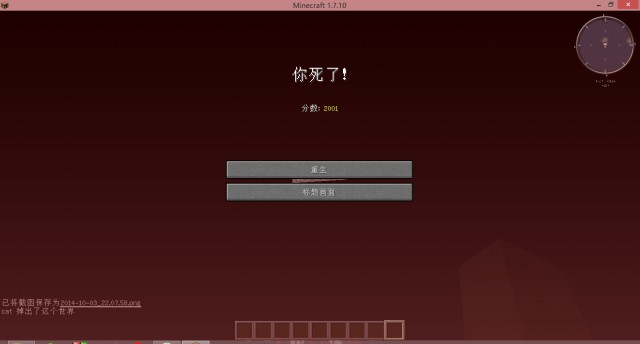 Minecraft 1.7.10
你死了!
分数: 2001
重生
标题画面
已将截图保存为2014-10-03_22.07.58.png
cat 掉出了这个世界